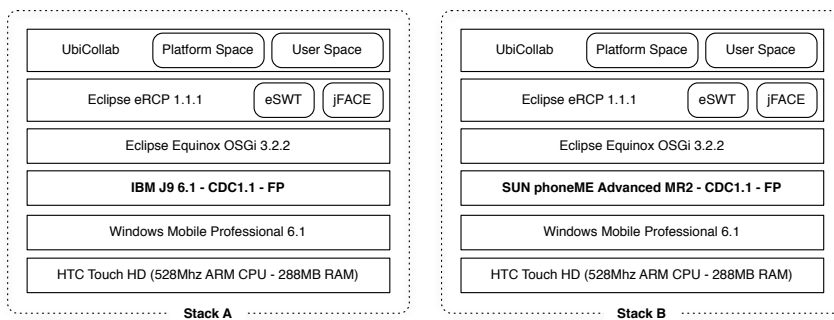 UbiCollab Platform Space User Space
Eclipse eRCP 1.1.1 eSWT jFACE
Eclipse Equinox OSGi 3.2.2
IBM J9 6.1 - CDC1.1 - FP
Windows Mobile Professional 6.1
HTC Touch HD (528Mhz ARM CPU - 288MB RAM)
Stack A
UbiCollab Platform Space User Space
Eclipse eRCP 1.1.1 eSWT jFACE
Eclipse Equinox OSGi 3.2.2
SUN phoneME Advanced MR2 - CDC1.1 - FP
Windows Mobile Professional 6.1
HTC Touch HD (528Mhz ARM CPU - 288MB RAM)
Stack B